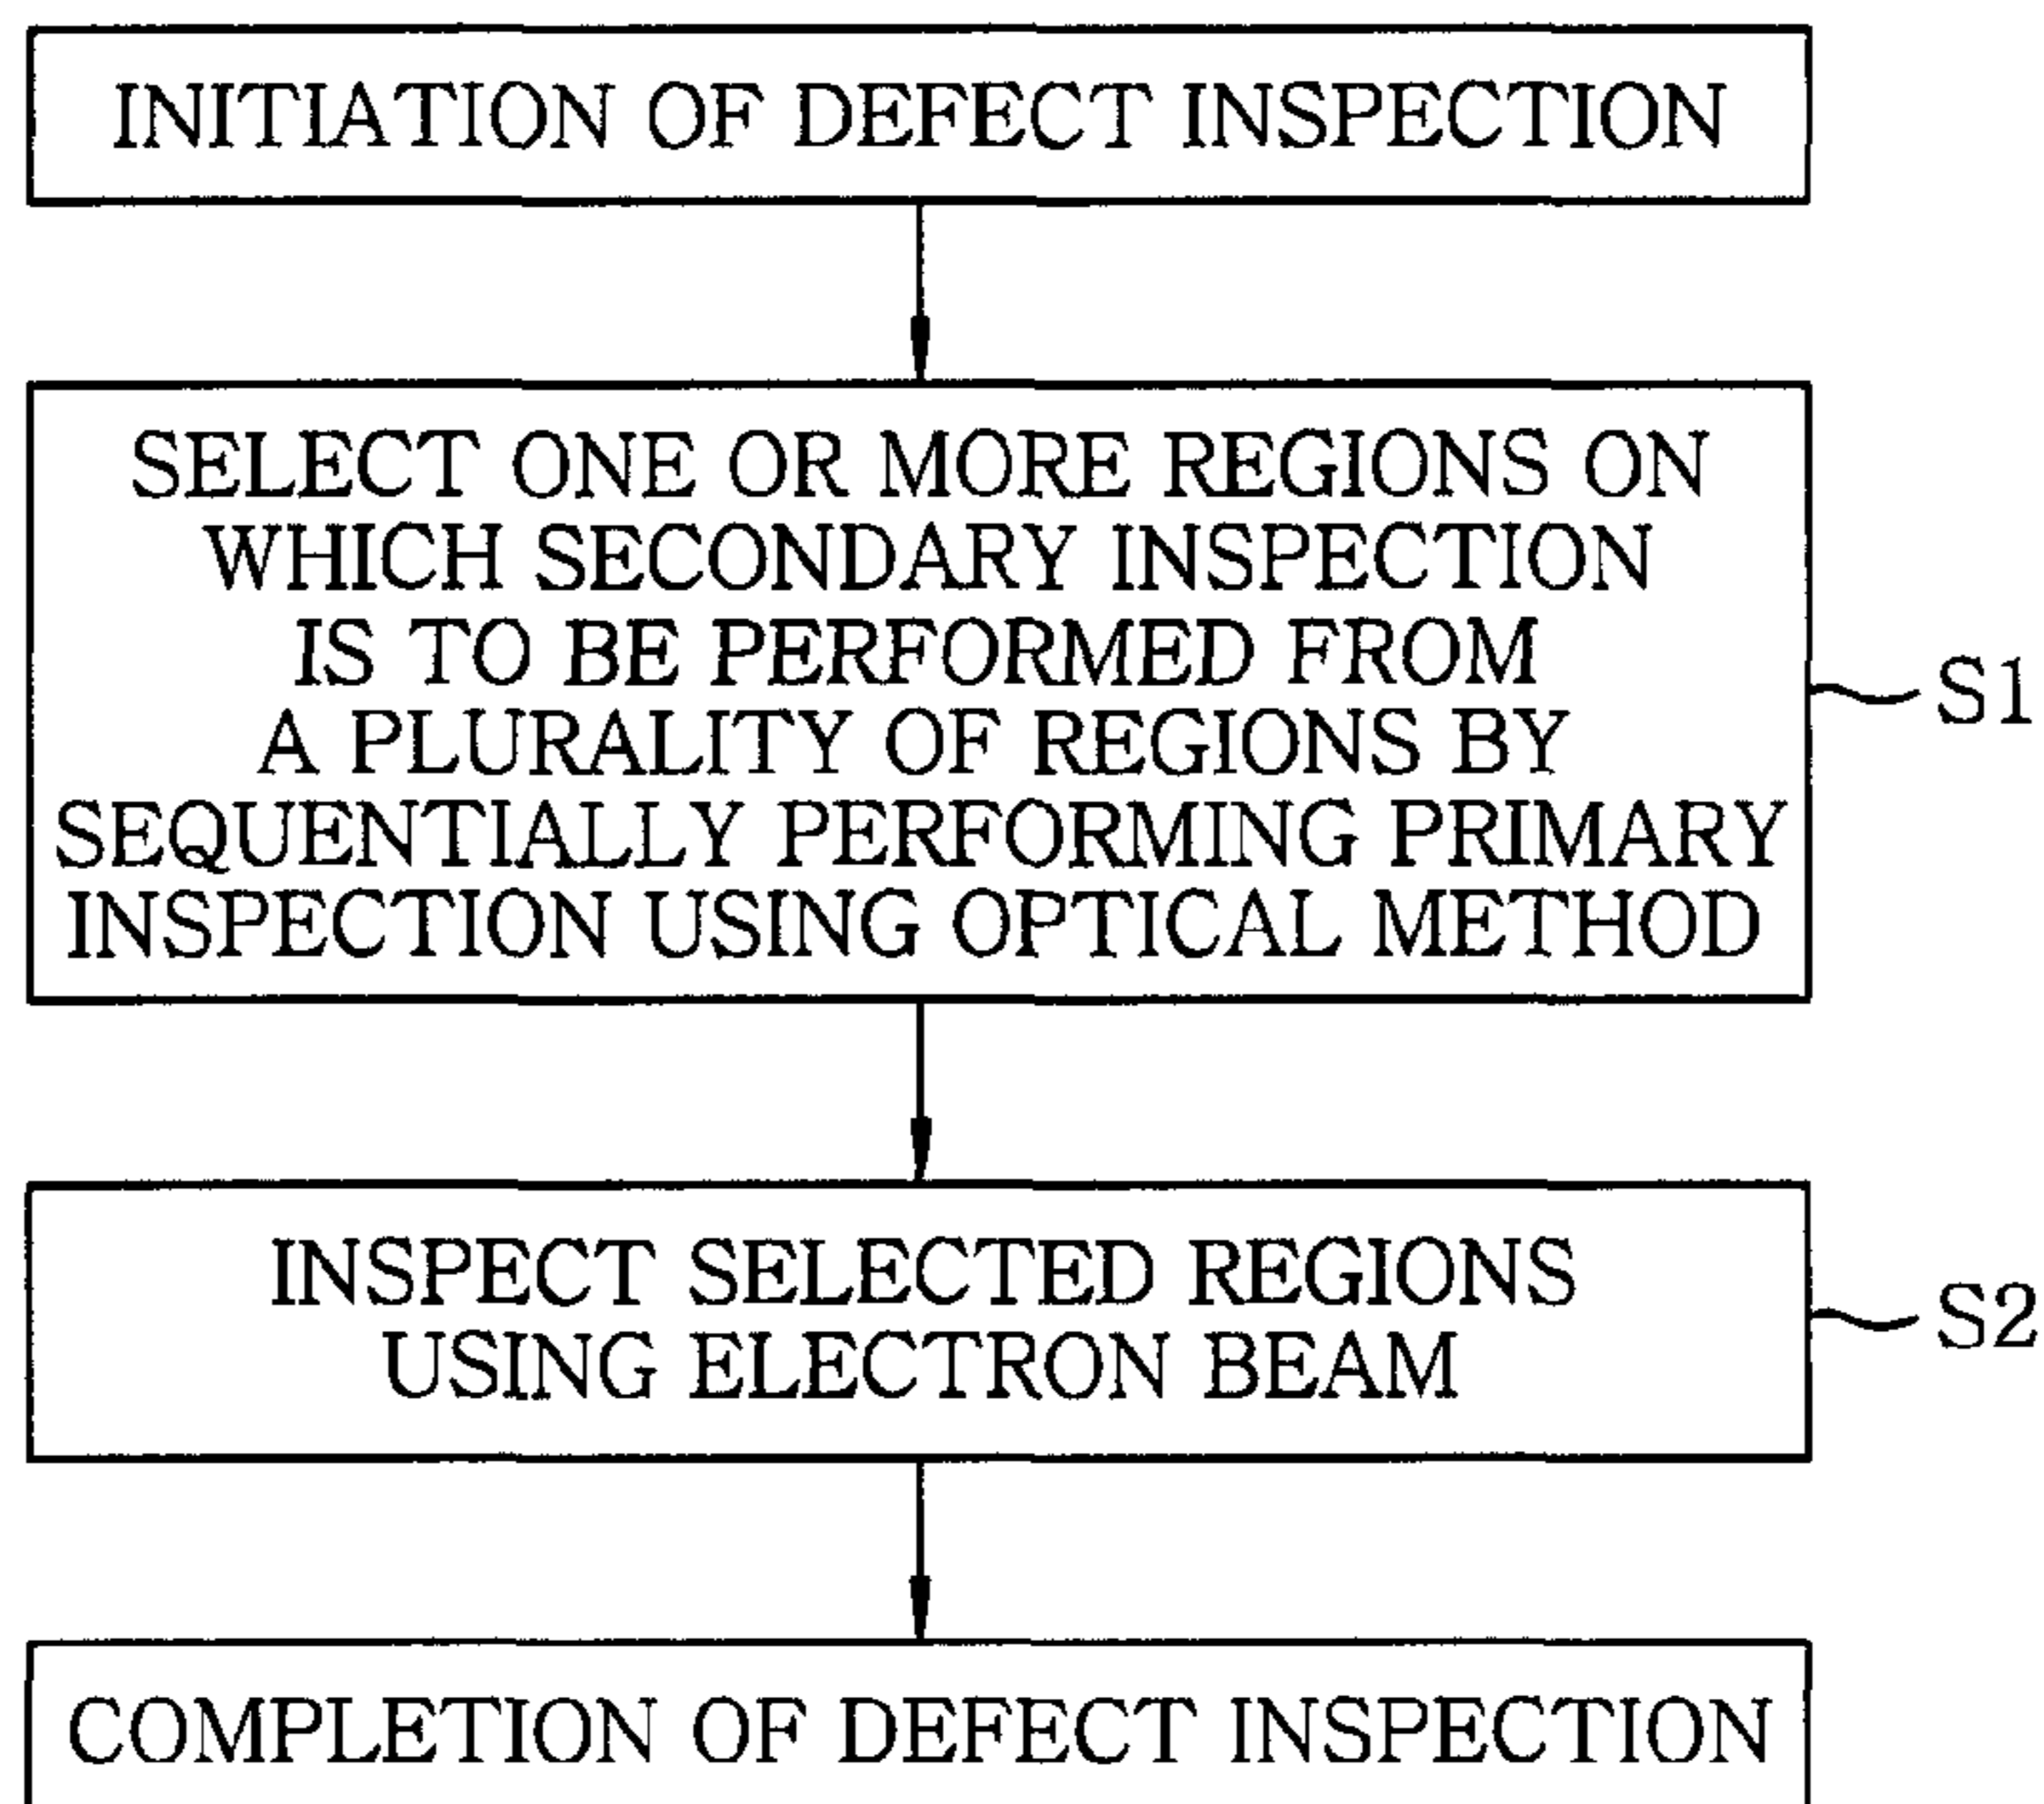 INITIATION OF DEFECT INSPECTION
SELECT ONE OR MORE REGIONS ON
WHICH SECONDARY INSPECTION
IS TO BE PERFORMED FROM
A PLURALITY OF REGIONS BY
SEQUENTIALLY PERFORMING PRIMARY
INSPECTION USING OPTICAL METHOD
S1
INSPECT SELECTED REGIONS
USING ELECTRON BEAM
S2
COMPLETION OF DEFECT INSPECTION